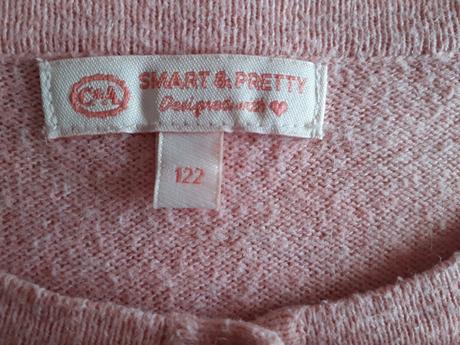 C&A
SMART & PRETTY
Designed with
122